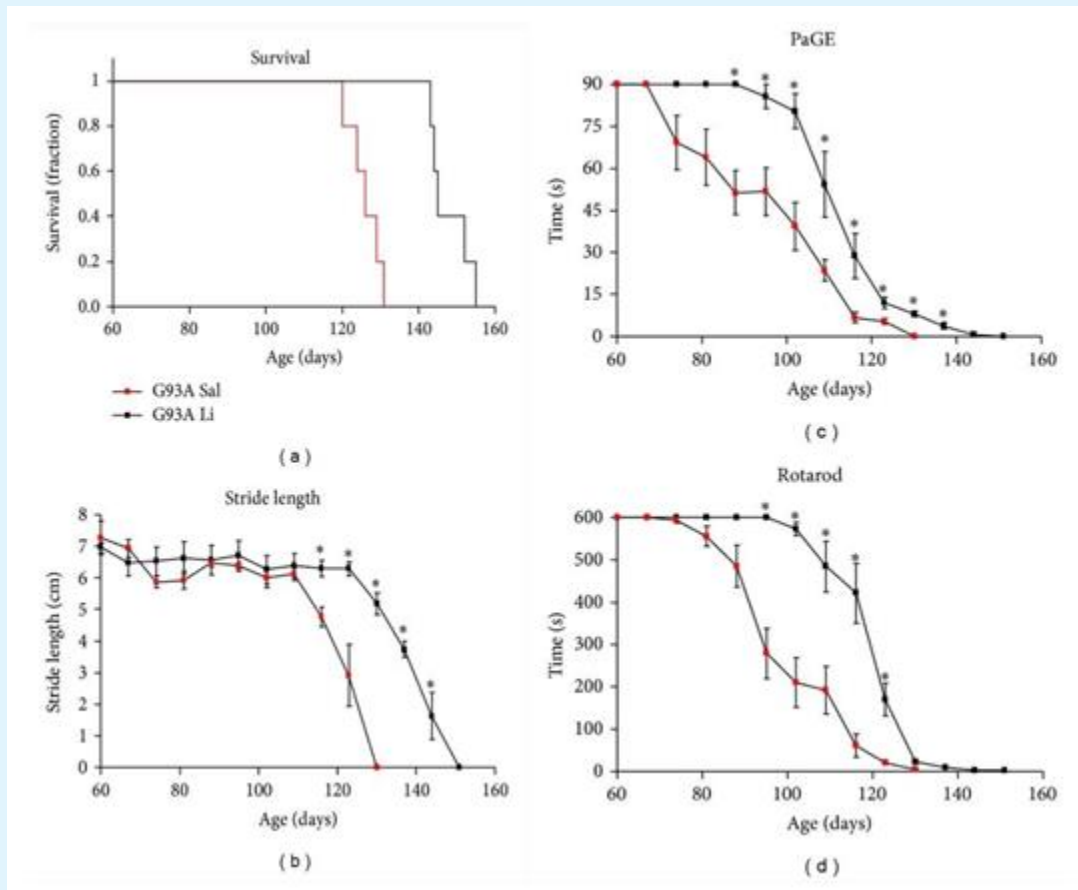 Survival
Survival (fraction)
1
0.8
0.6
0.4
0.2
0.0
60 80 100 120 140 160
Age (days)
G93A Sal
G93A Li
( a )
Stride length
Stride length (cm)
8
7
6
5
4
3
2
1
0
* * * * *
60 80 100 120 140 160
Age (days)
( b )
PaGE
Time (s)
90
75
60
45
30
15
0
* * * * * * * *
60 80 100 120 140 160
Age (days)
( c )
Rotarod
Time (s)
600
500
400
300
200
100
0
* * * * *
60 80 100 120 140 160
Age (days)
( d )